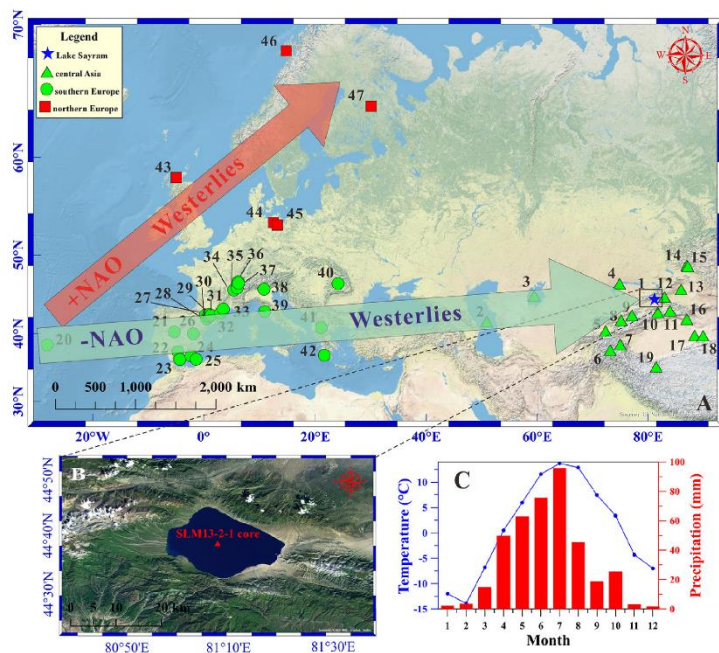 Legend
Lake Sayram
central Asia
southern Europe
northern Europe
70°N
60°N
50°N
40°N
30°N
N
W E
S
46
47
43
44 45
+NAO Westerlies
34 35 36
37
38
39
40
27 28 29 30 31
32 33
41
42
20 21 26
22 24
23 25
-NAO Westerlies
14 15
1 12 13
2 3 4
5 8 9 10 11 16
6 7
17 18
19
0 500 1,000 2,000 km
A
20°W 0° 20°E 40°E 60°E 80°E
B
44°50'N
44°40'N
44°30'N
SLM13-2-1 core
0 5 10 20 km
80°50'E 81°10'E 81°30'E
C
Temperature (°C)
15
10
5
0
-5
-10
-15
Precipitation (mm)
100
80
60
40
20
0
1 2 3 4 5 6 7 8 9 10 11 12
Month